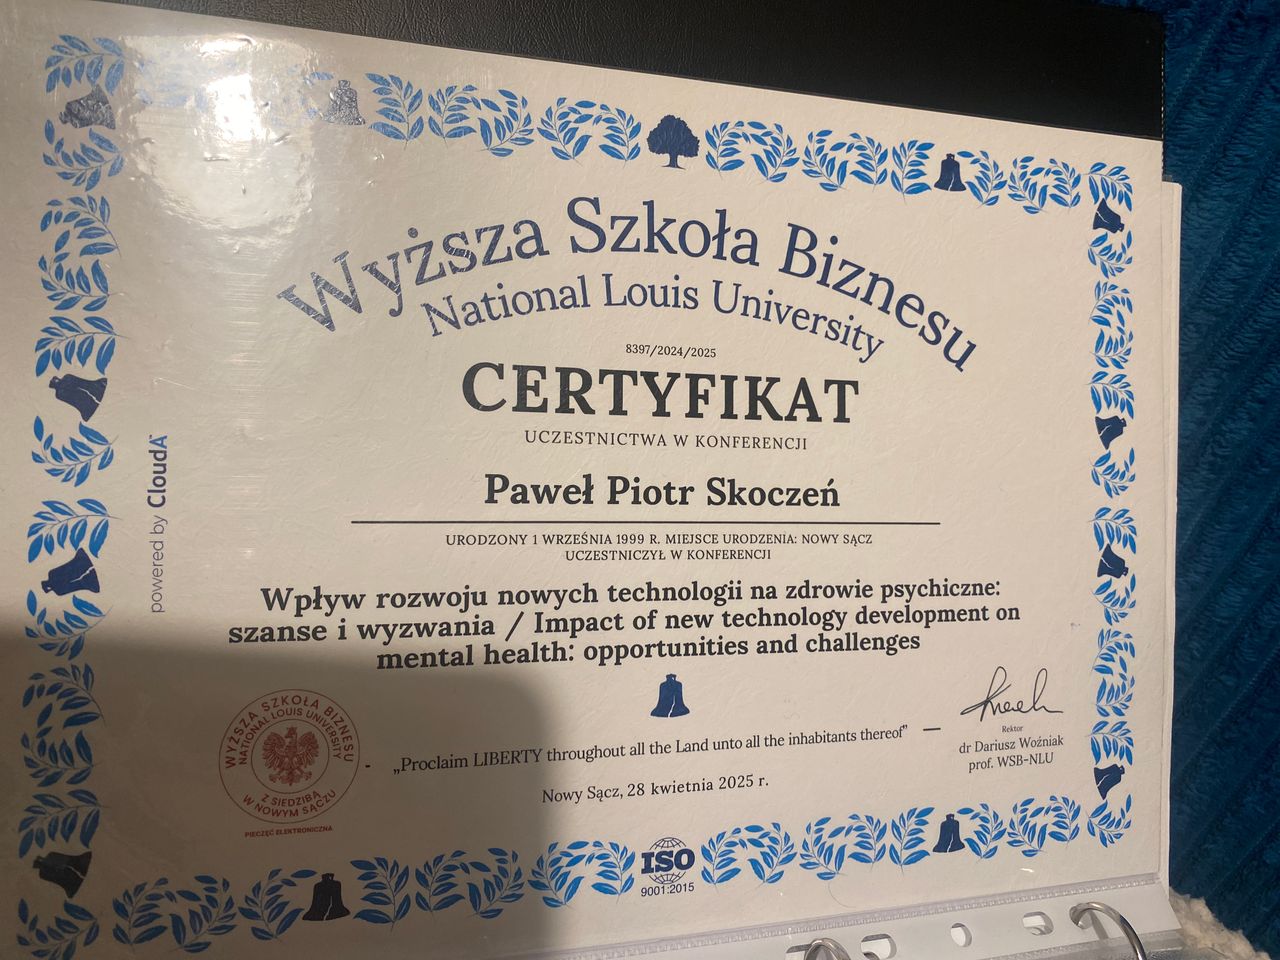 Wyższa Szkoła Biznesu
National Louis University
8397/2024/2025
CERTYFIKAT
UCZESTNICTWA W KONFERENCJI
Paweł Piotr Skoczeń
URODZONY 1 WRZEŚNIA 1999 R. MIEJSCE URODZENIA: NOWY SĄCZ
UCZESTNICZYŁ W KONFERENCJI
Wpływ rozwoju nowych technologii na zdrowie psychiczne:
szanse i wyzwania / Impact of new technology development on
mental health: opportunities and challenges
powered by CloudA
WYŻSZA SZKOŁA BIZNESU
NATIONAL LOUIS UNIVERSITY
Z SIEDZIBĄ
W NOWYM SĄCZU
PIECZĘĆ ELEKTRONICZNA
- „Proclaim LIBERTY throughout all the Land unto all the inhabitants thereof” —
Nowy Sącz, 28 kwietnia 2025 r.
Rektor
dr Dariusz Woźniak
prof. WSB-NLU
ISO
9001:2015